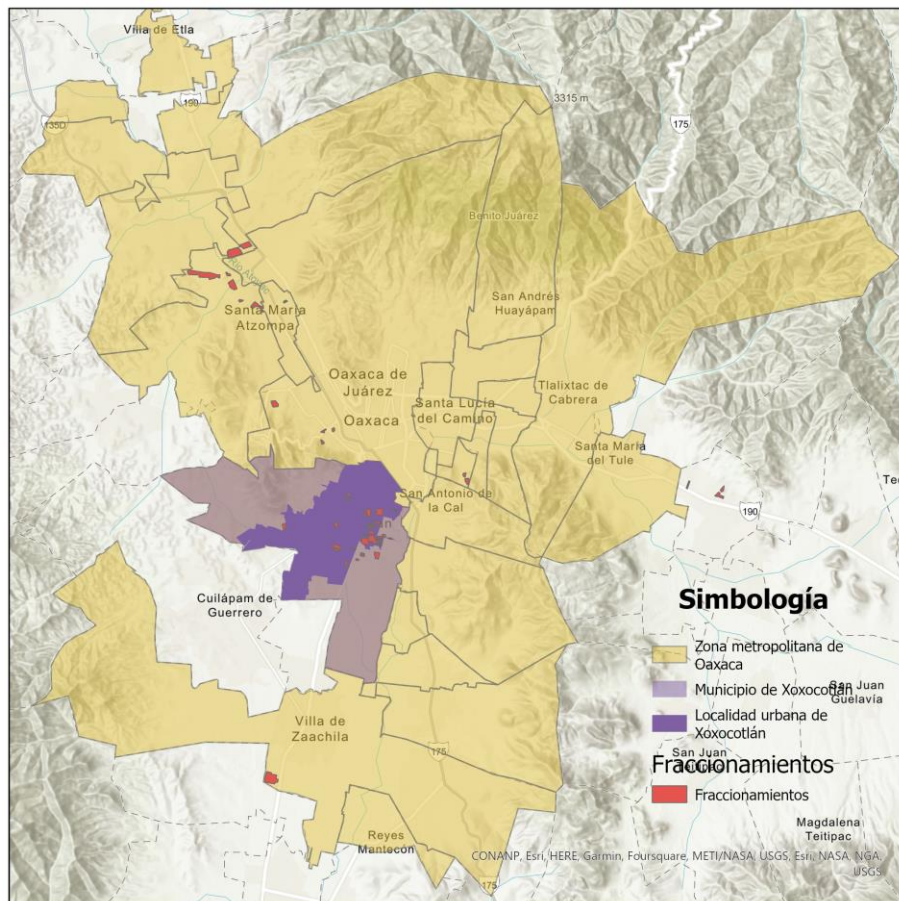 Villa de Etla
190
135D
3315 m
175
Benito Juárez
San Andrés
Huayápam
Santa María
Atzompa
Oaxaca de
Juárez
Oaxaca
Santa Lucía
del Camino
Tlalixtac de
Cabrera
Santa María
del Tule
San Antonio de
la Cal
190
Cuilápam de
Guerrero
Simbología
Zona metropolitana de
Oaxaca
Municipio de Xoxocotlán
San Juan
Guelavía
Localidad urbana de
Xoxocotlán
Villa de
Zaachila
175
San Juan
Fraccionamientos
Fraccionamientos
Magdalena
Teitipac
Reyes
Mantecón
CONANP, Esri, HERE, Garmin, Foursquare, METI/NASA, USGS, Esri, NASA, NGA,
USGS
175